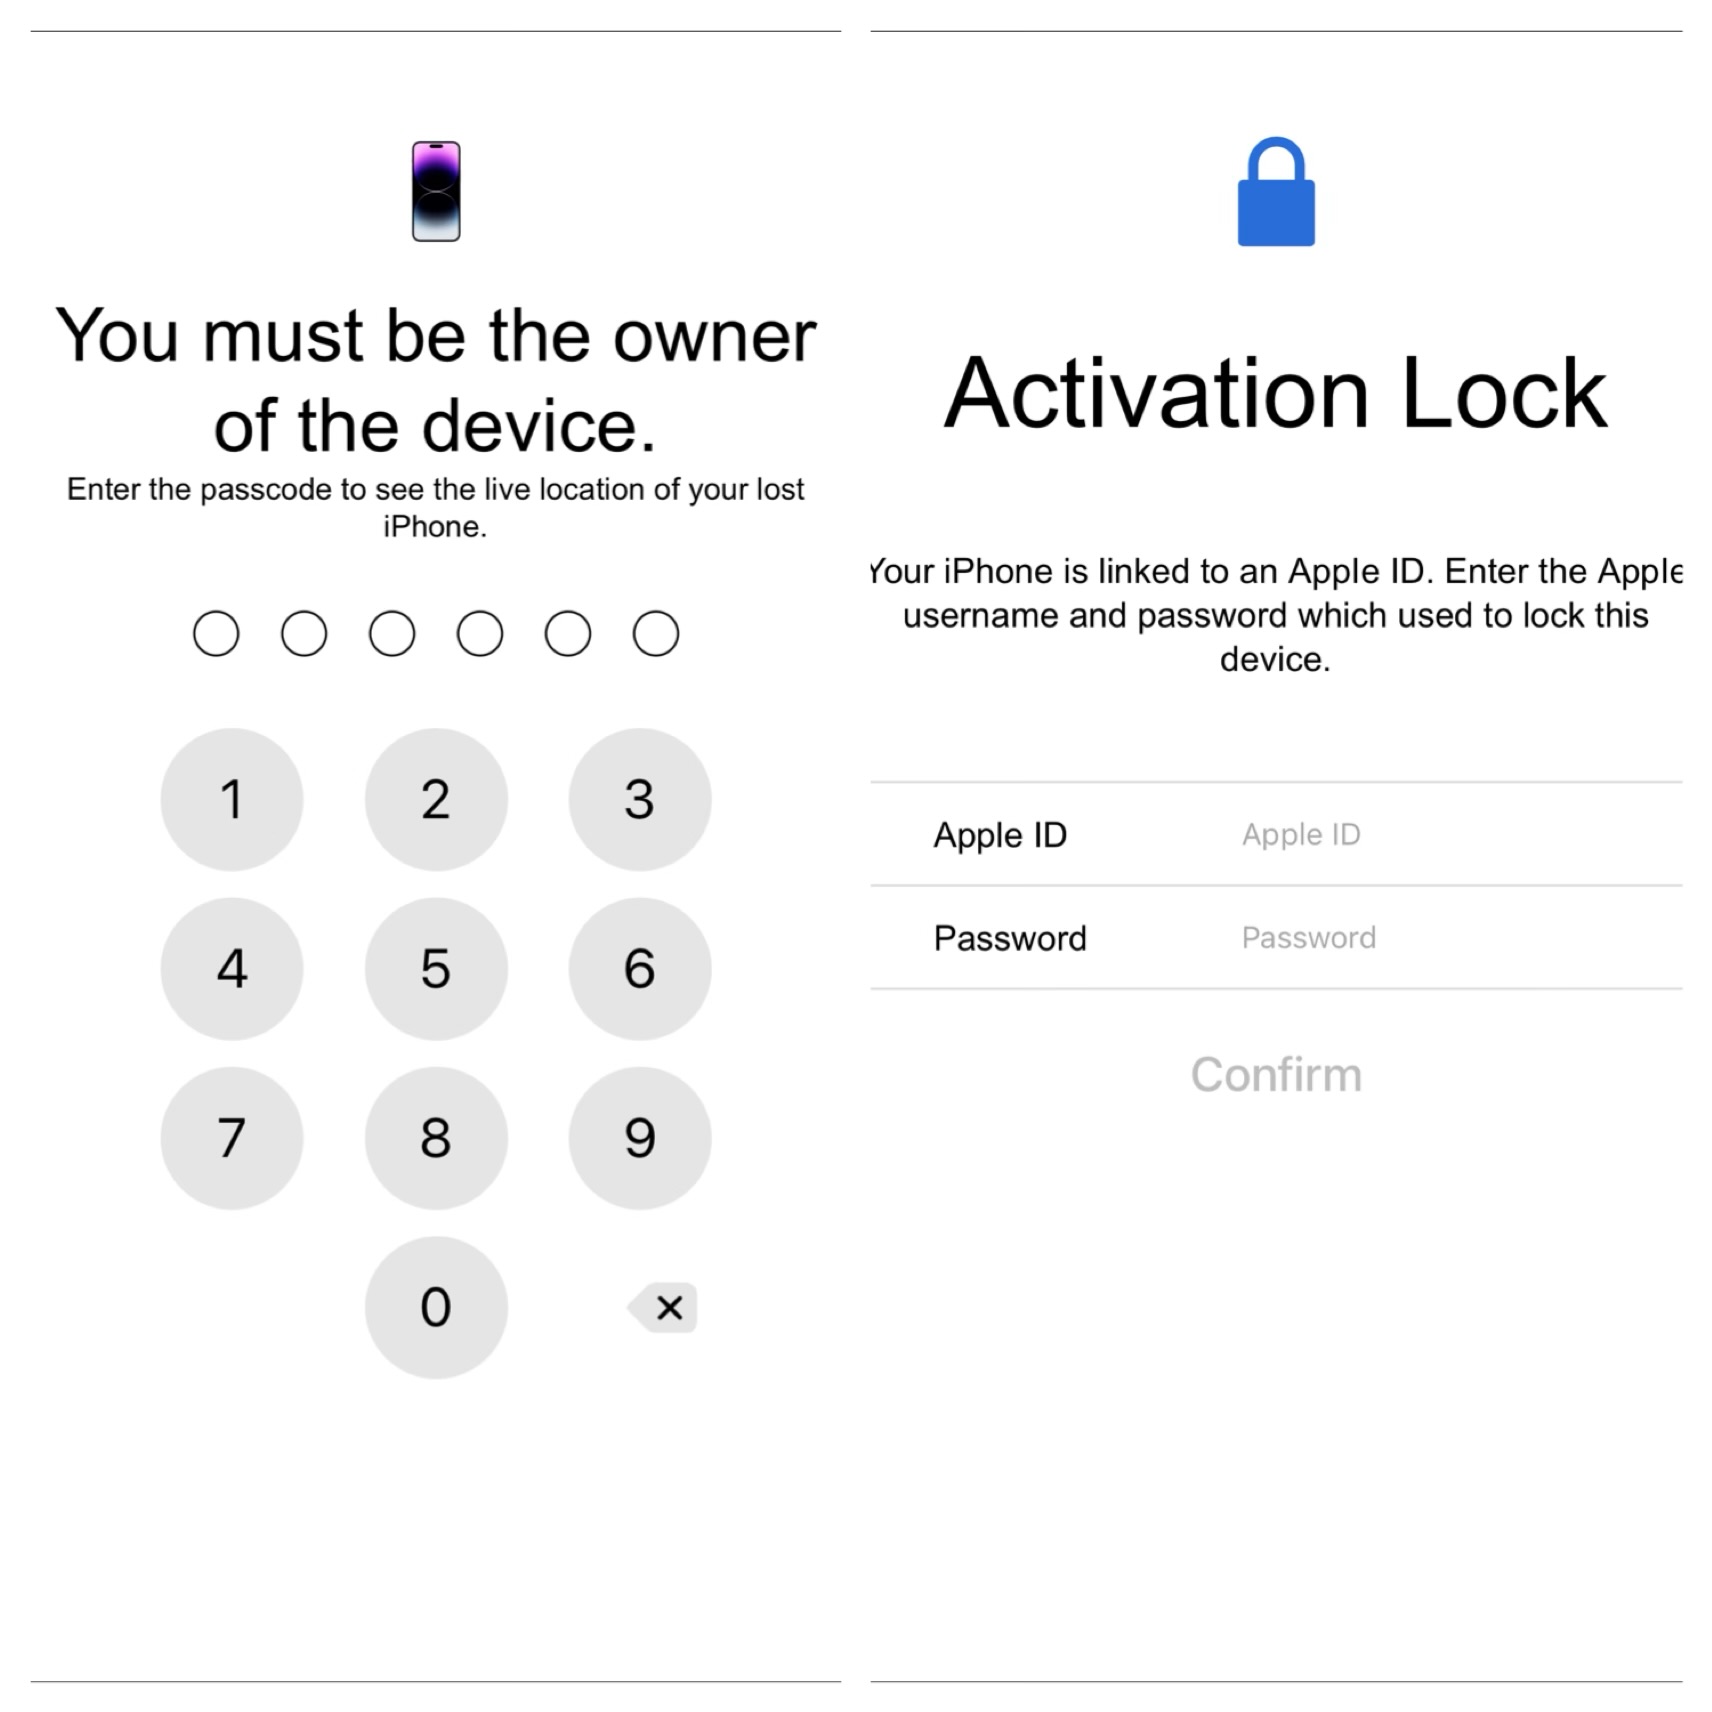 You must be the owner
of the device.
Enter the passcode to see the live location of your lost
iPhone.
1 2 3
4 5 6
7 8 9
0
Activation Lock
Your iPhone is linked to an Apple ID. Enter the Apple
username and password which used to lock this
device.
Apple ID Apple ID
Password Password
Confirm